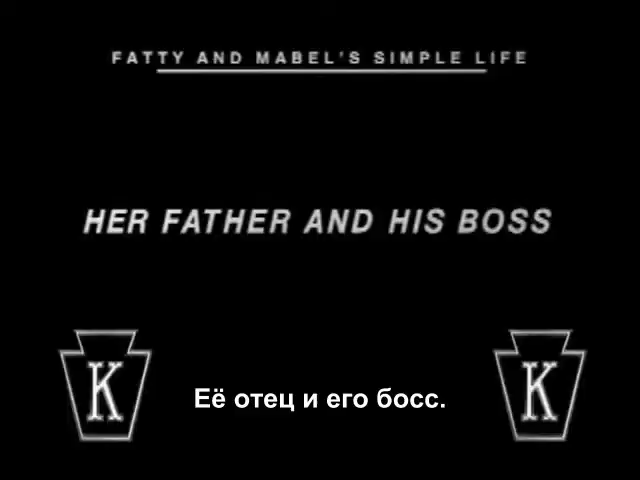 FATTY AND MABEL'S SIMPLE LIFE
HER FATHER AND HIS BOSS
K K
Её отец и его босс.